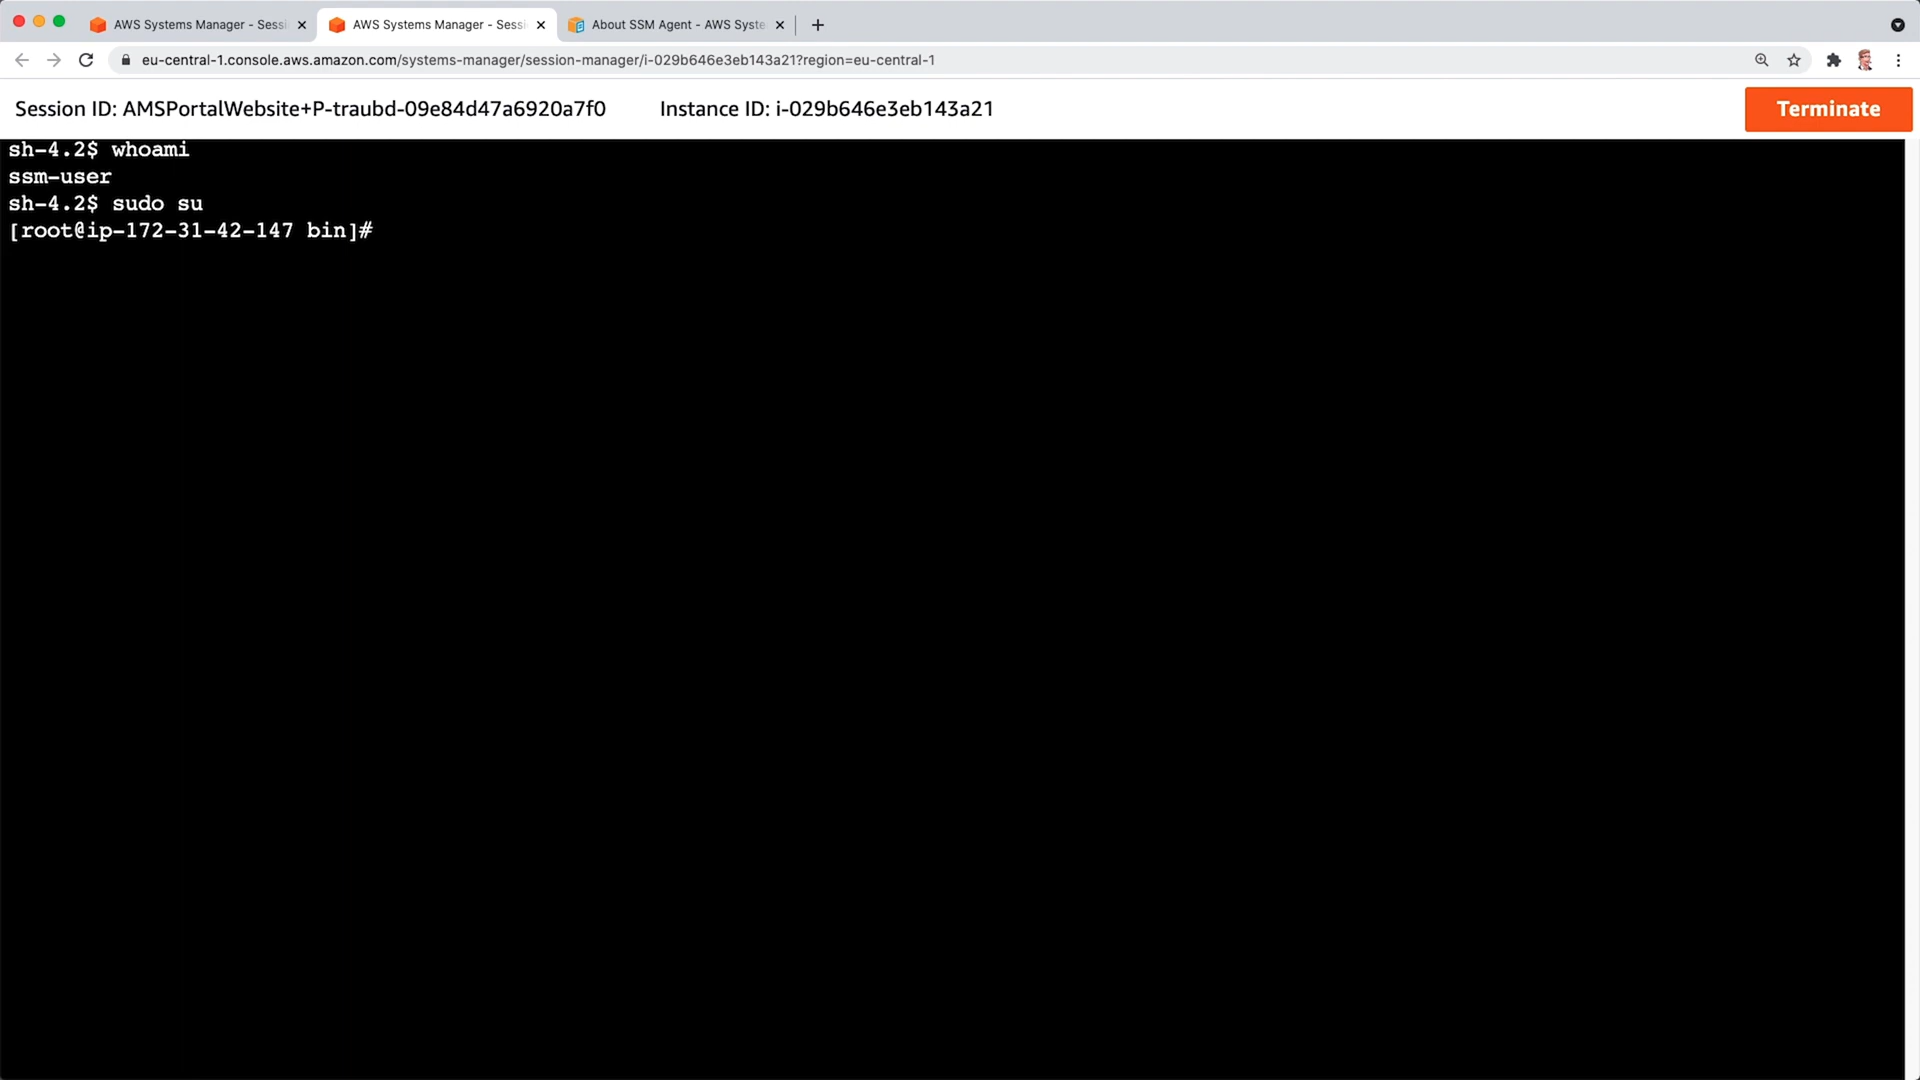 AWS Systems Manager - Sessi
AWS Systems Manager - Sessi
About SSM Agent - AWS Syste
eu-central-1.console.aws.amazon.com/systems-manager/session-manager/i-029b646e3eb143a21?region=eu-central-1
Session ID: AMSPortalWebsite+P-traubd-09e84d47a6920a7f0 Instance ID: i-029b646e3eb143a21
Terminate
sh-4.2$ whoami
ssm-user
sh-4.2$ sudo su
[root@ip-172-31-42-147 bin]#